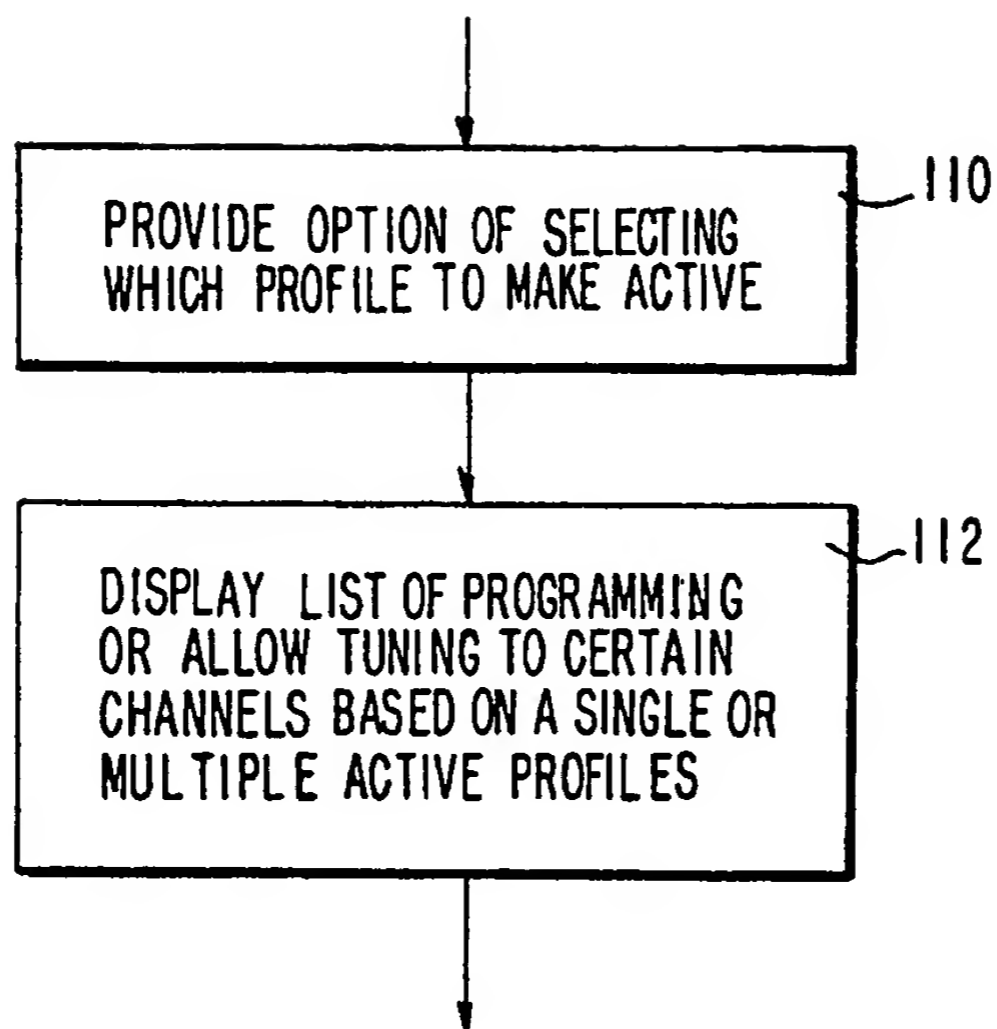 110
PROVIDE OPTION OF SELECTING
WHICH PROFILE TO MAKE ACTIVE
112
DISPLAY LIST OF PROGRAMMING
OR ALLOW TUNING TO CERTAIN
CHANNELS BASED ON A SINGLE OR
MULTIPLE ACTIVE PROFILES